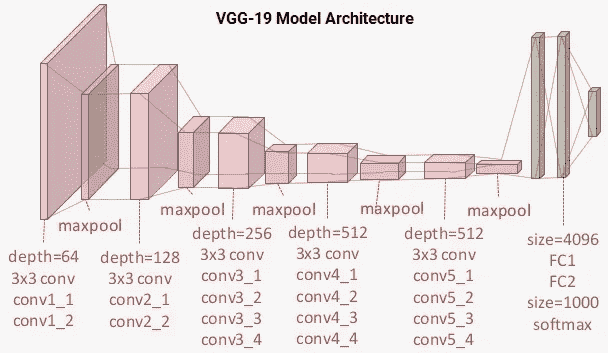 VGG-19 Model Architecture
maxpool
maxpool
maxpool
maxpool
maxpool
depth=64
3x3 conv
conv1_1
conv1_2
depth=128
3x3 conv
conv2_1
conv2_2
depth=256
3x3 conv
conv3_1
conv3_2
conv3_3
conv3_4
depth=512
3x3 conv
conv4_1
conv4_2
conv4_3
conv4_4
depth=512
3x3 conv
conv5_1
conv5_2
conv5_3
conv5_4
size=4096
FC1
FC2
size=1000
softmax